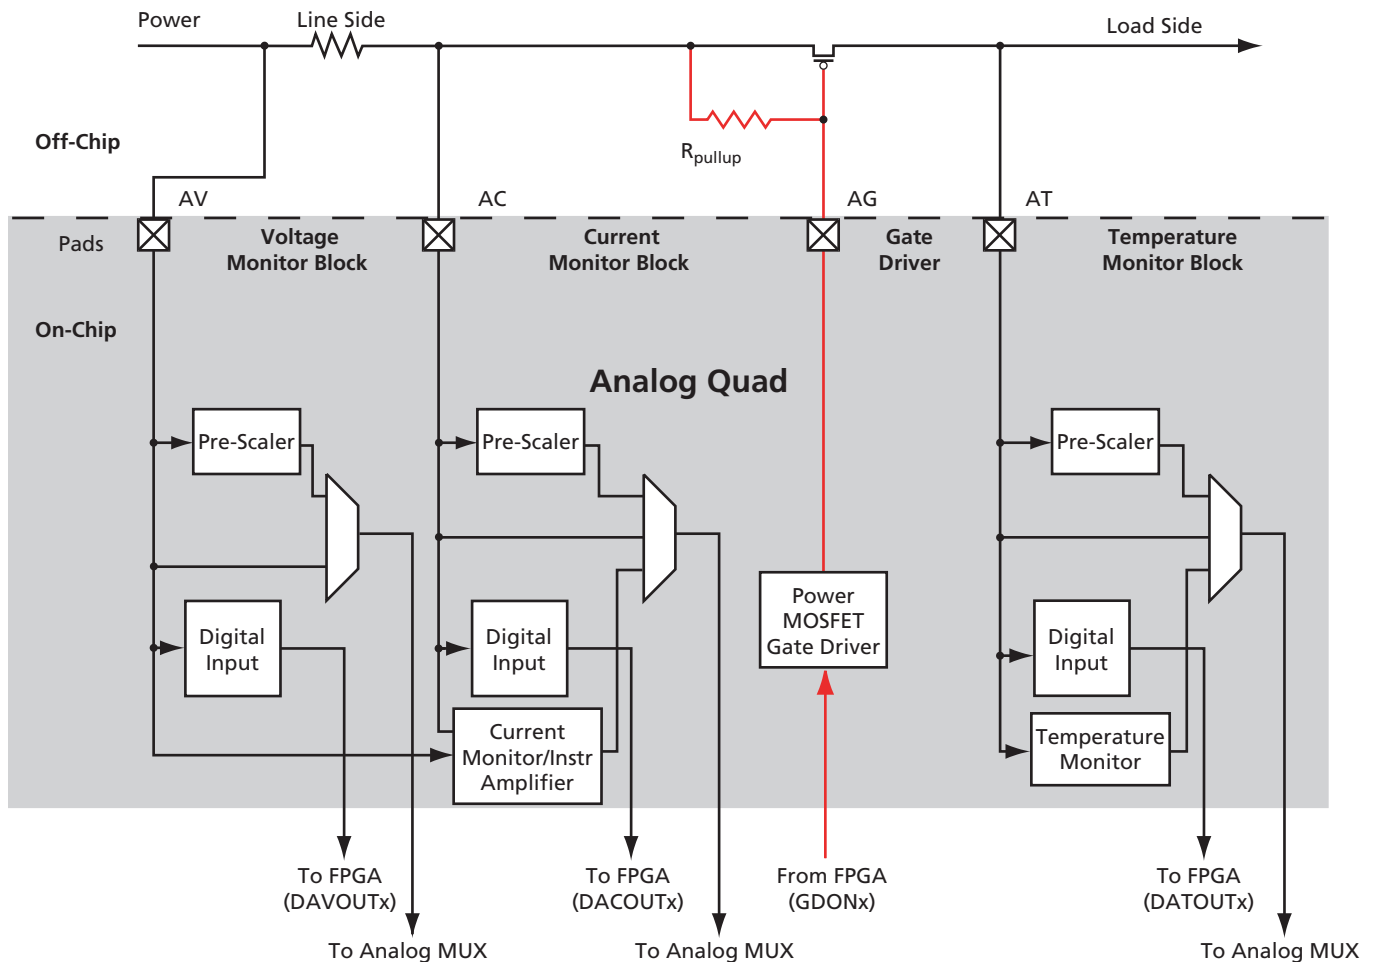 Power
Line Side
Load Side
Off-Chip
Rpullup
AV
AC
AG
AT
Pads
Voltage
Monitor Block
Current
Monitor Block
Gate
Driver
Temperature
Monitor Block
On-Chip
Analog Quad
Pre-Scaler
Pre-Scaler
Pre-Scaler
Digital
Input
Digital
Input
Power
MOSFET
Gate Driver
Digital
Input
Current
Monitor/Instr
Amplifier
Temperature
Monitor
To FPGA
(DAVOUTx)
To FPGA
(DACOUTx)
From FPGA
(GDONx)
To FPGA
(DATOUTx)
To Analog MUX
To Analog MUX
To Analog MUX